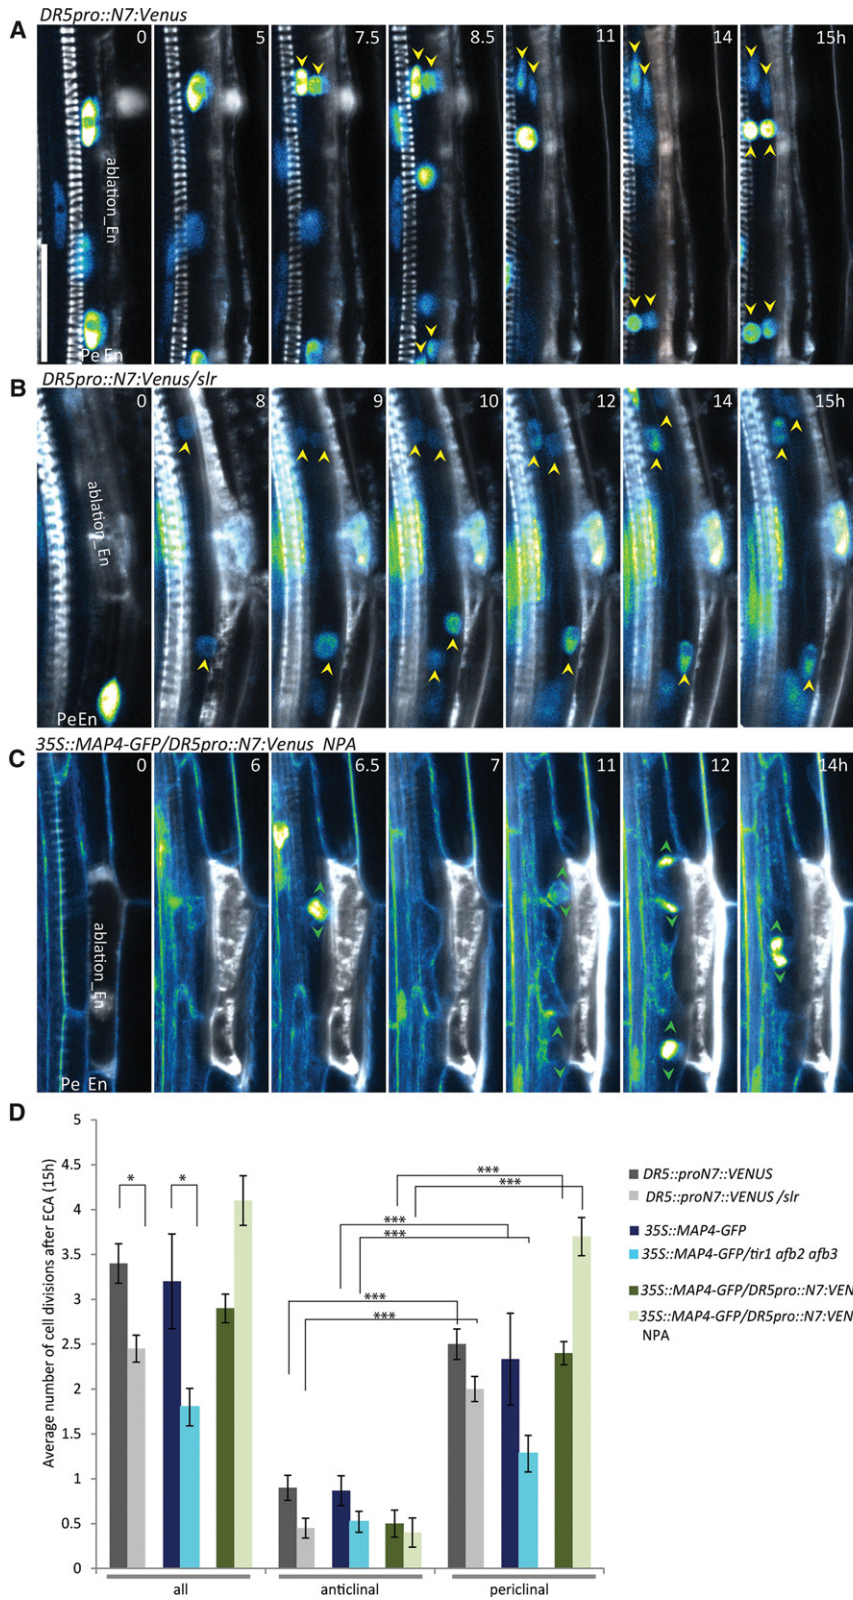 DR5pro::N7:Venus
A
0
5
7.5
8.5
11
14
15h
ablation_En
Pe En
DR5pro::N7:Venus/slr
B
0
8
9
10
12
14
15h
ablation_En
PeEn
35S::MAP4-GFP/DR5pro::N7:Venus NPA
C
0
6
6.5
7
11
12
14h
ablation_En
Pe En
D
Average number of cell divisions after ECA (15h)
5
4.5
4
3.5
3
2.5
2
1.5
1
0.5
0
*
*
***
***
***
***
***
***
all
anticlinal
periclinal
DR5::proN7::VENUS
DR5::proN7::VENUS /slr
35S::MAP4-GFP
35S::MAP4-GFP/tir1 afb2 afb3
35S::MAP4-GFP/DR5pro::N7:VEN
35S::MAP4-GFP/DR5pro::N7:VEN
NPA